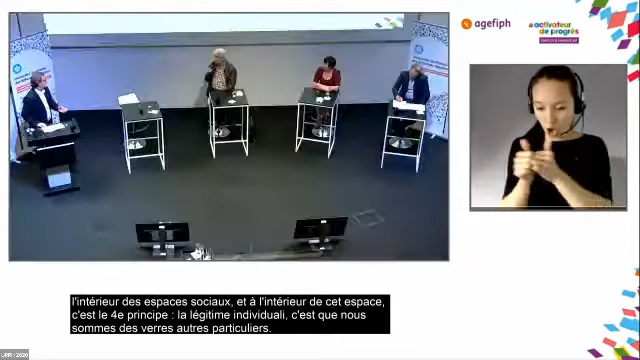 agefiph
#activateur
de progrès
l'intérieur des espaces sociaux, et à l'intérieur de cet espace,
c'est le 4e principe : la légitime individuali, c'est que nous
sommes des verres autres particuliers.